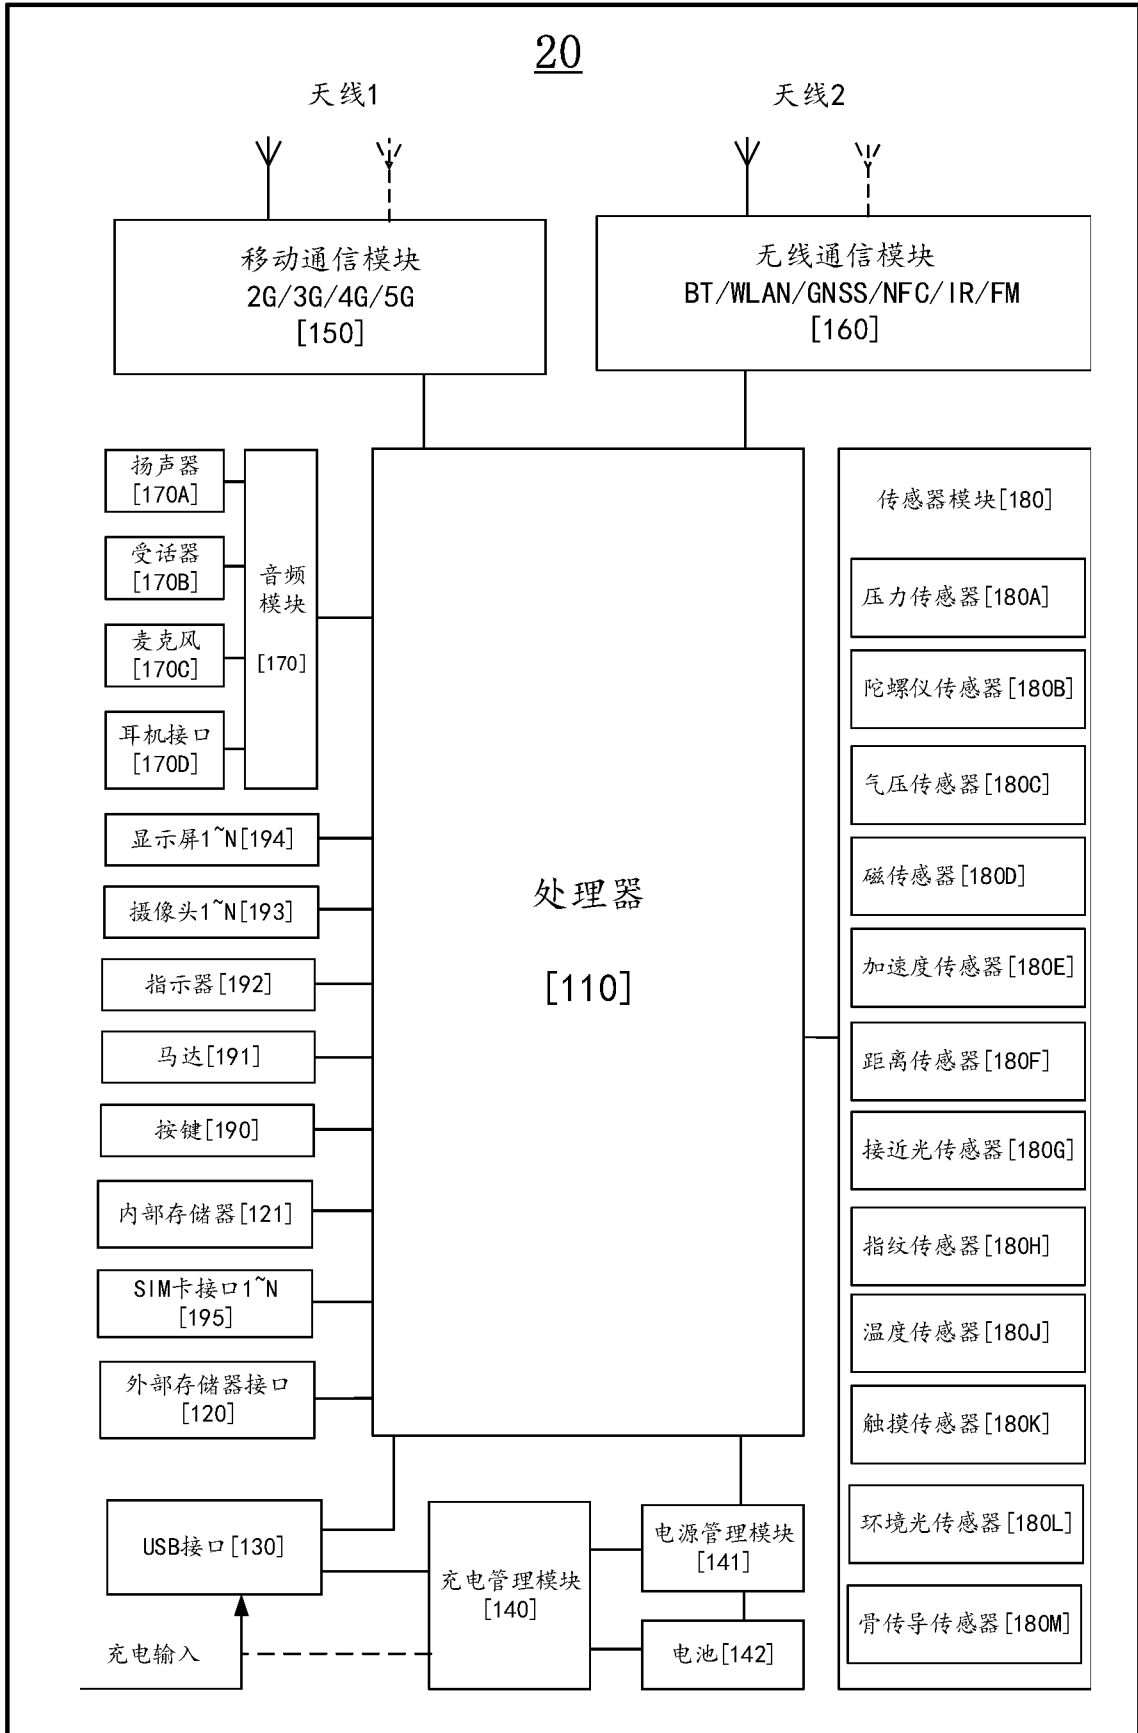 20
天线1
天线2
移动通信模块
2G/3G/4G/5G
[150]
无线通信模块
BT/WLAN/GNSS/NFC/IR/FM
[160]
扬声器
[170A]
受话器
[170B]
麦克风
[170C]
耳机接口
[170D]
音频
模块
[170]
显示屏1~N[194]
摄像头1~N[193]
指示器[192]
马达[191]
按键[190]
内部存储器[121]
SIM卡接口1~N
[195]
外部存储器接口
[120]
处理器
[110]
传感器模块[180]
压力传感器[180A]
陀螺仪传感器[180B]
气压传感器[180C]
磁传感器[180D]
加速度传感器[180E]
距离传感器[180F]
接近光传感器[180G]
指纹传感器[180H]
温度传感器[180J]
触摸传感器[180K]
环境光传感器[180L]
骨传导传感器[180M]
USB接口[130]
充电输入
充电管理模块
[140]
电源管理模块
[141]
电池[142]